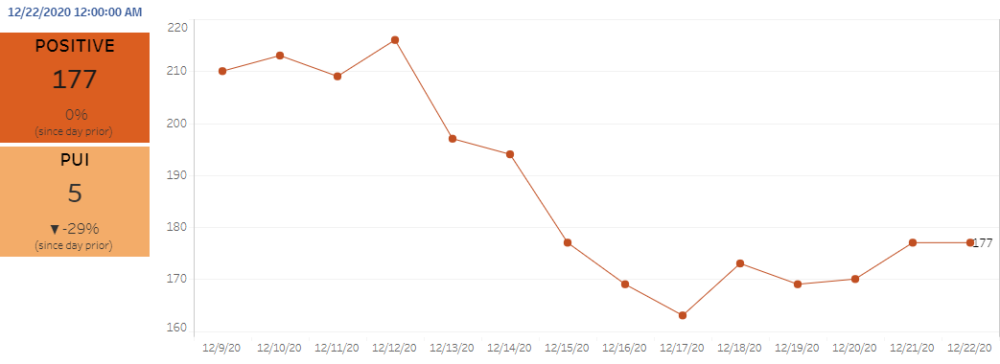 12/22/2020 12:00:00 AM
POSITIVE
177
0%
(since day prior)
PUI
5
▼-29%
(since day prior)
220
210
200
190
180
170
160
177
12/9/20 12/10/20 12/11/20 12/12/20 12/13/20 12/14/20 12/15/20 12/16/20 12/17/20 12/18/20 12/19/20 12/20/20 12/21/20 12/22/20